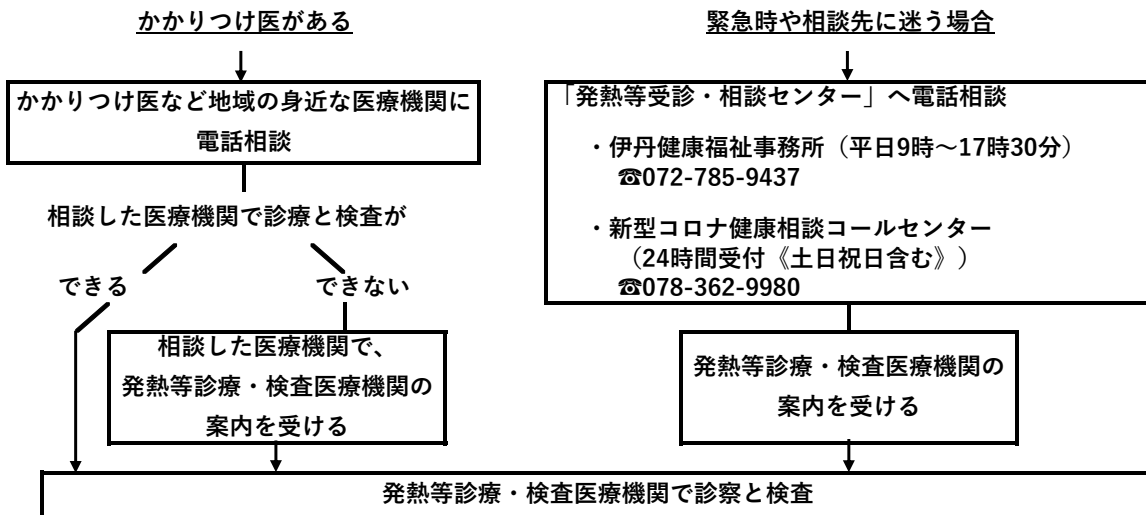 かかりつけ医がある
かかりつけ医など地域の身近な医療機関に
電話相談
相談した医療機関で診療と検査が
できる
できない
相談した医療機関で、
発熱等診療・検査医療機関の
案内を受ける
緊急時や相談先に迷う場合
「発熱等受診・相談センター」へ電話相談
・伊丹健康福祉事務所（平日9時～17時30分）
☎072-785-9437
・新型コロナ健康相談コールセンター
（24時間受付《土日祝日含む》）
☎078-362-9980
発熱等診療・検査医療機関の
案内を受ける
発熱等診療・検査医療機関で診察と検査